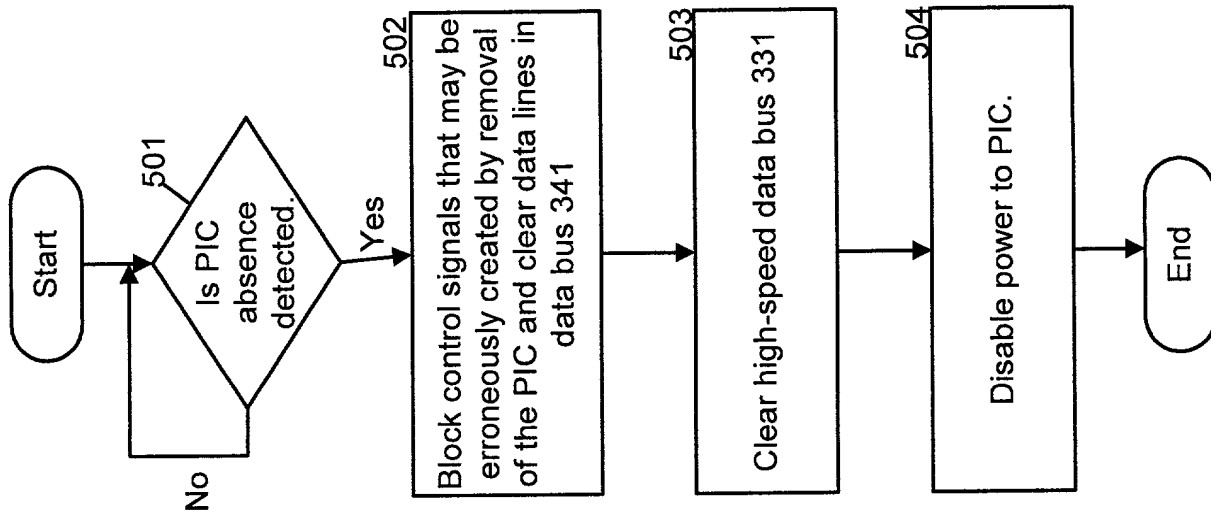 Start
501
Is PIC
absence
detected.
No
Yes
502
Block control signals that may be
erroneously created by removal
of the PIC and clear data lines in
data bus 341
503
Clear high-speed data bus 331
504
Disable power to PIC.
End